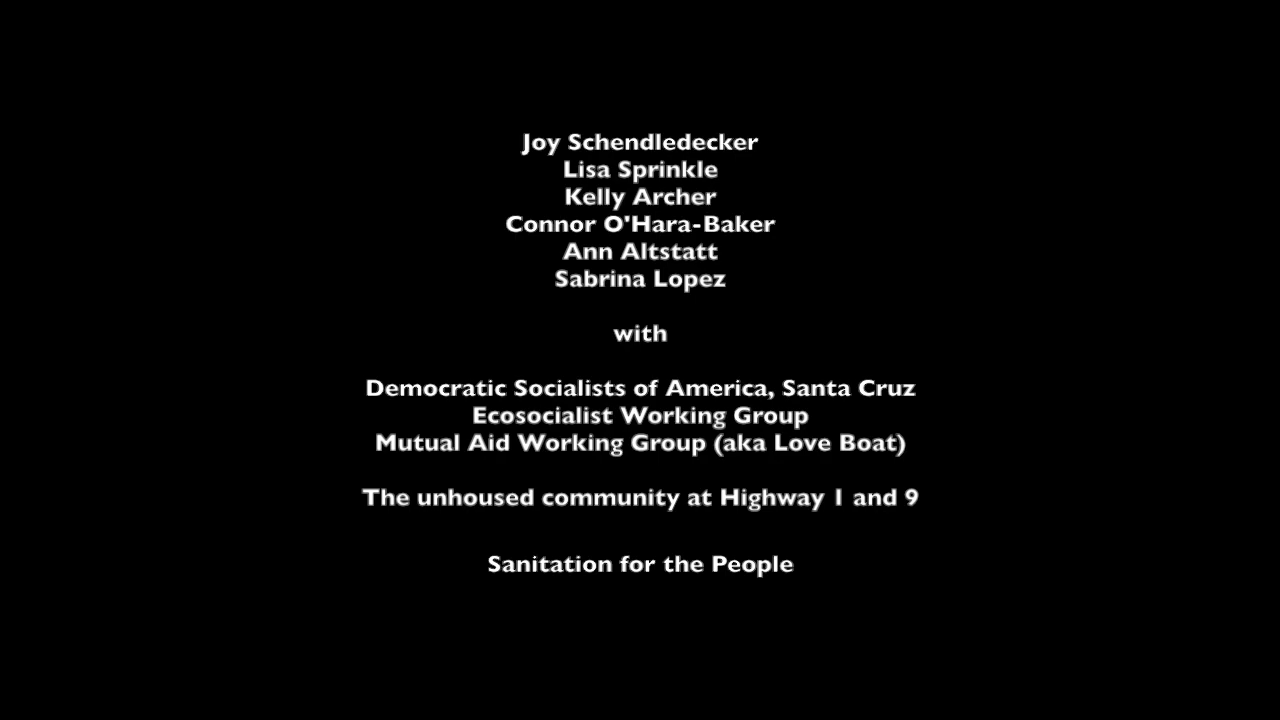 Joy Schendledecker
Lisa Sprinkle
Kelly Archer
Connor O'Hara-Baker
Ann Altstatt
Sabrina Lopez
with
Democratic Socialists of America, Santa Cruz
Ecosocialist Working Group
Mutual Aid Working Group (aka Love Boat)
The unhoused community at Highway 1 and 9
Sanitation for the People